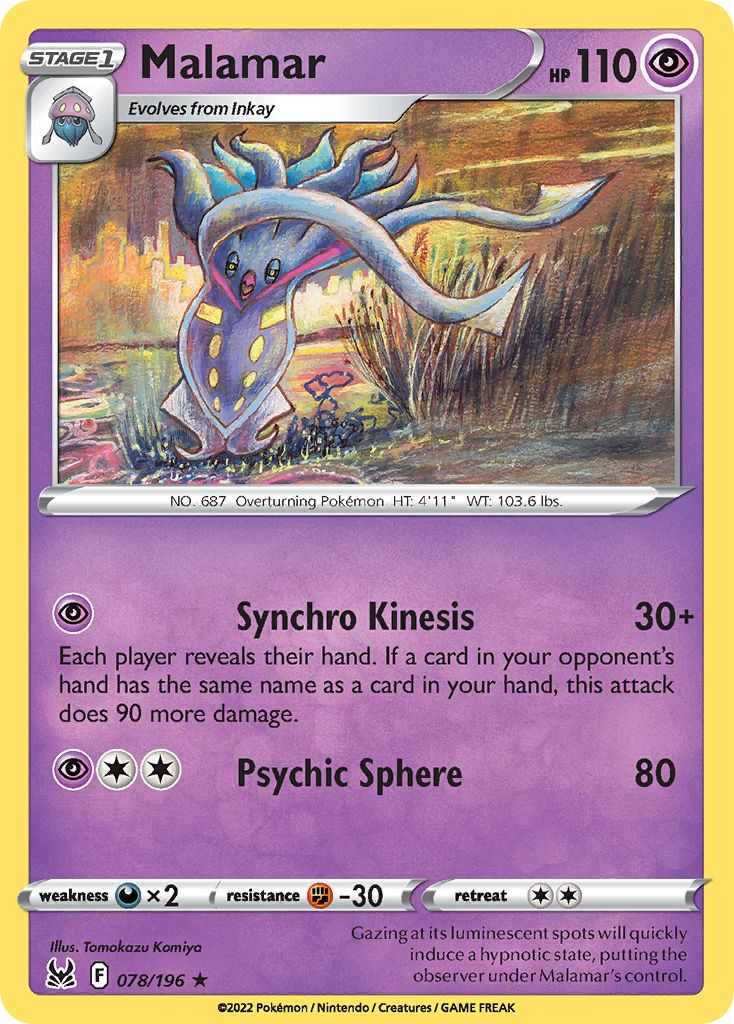 STAGE1
Malamar
HP 110
Evolves from Inkay
NO. 687 Overturning Pokémon HT: 4'11" WT: 103.6 lbs.
Synchro Kinesis 30+
Each player reveals their hand. If a card in your opponent's
hand has the same name as a card in your hand, this attack
does 90 more damage.
Psychic Sphere 80
weakness ×2 resistance -30 retreat
Illus. Tomokazu Komiya
F 078/196 ★
Gazing at its luminescent spots will quickly
induce a hypnotic state, putting the
observer under Malamar's control.
©2022 Pokémon / Nintendo / Creatures / GAME FREAK